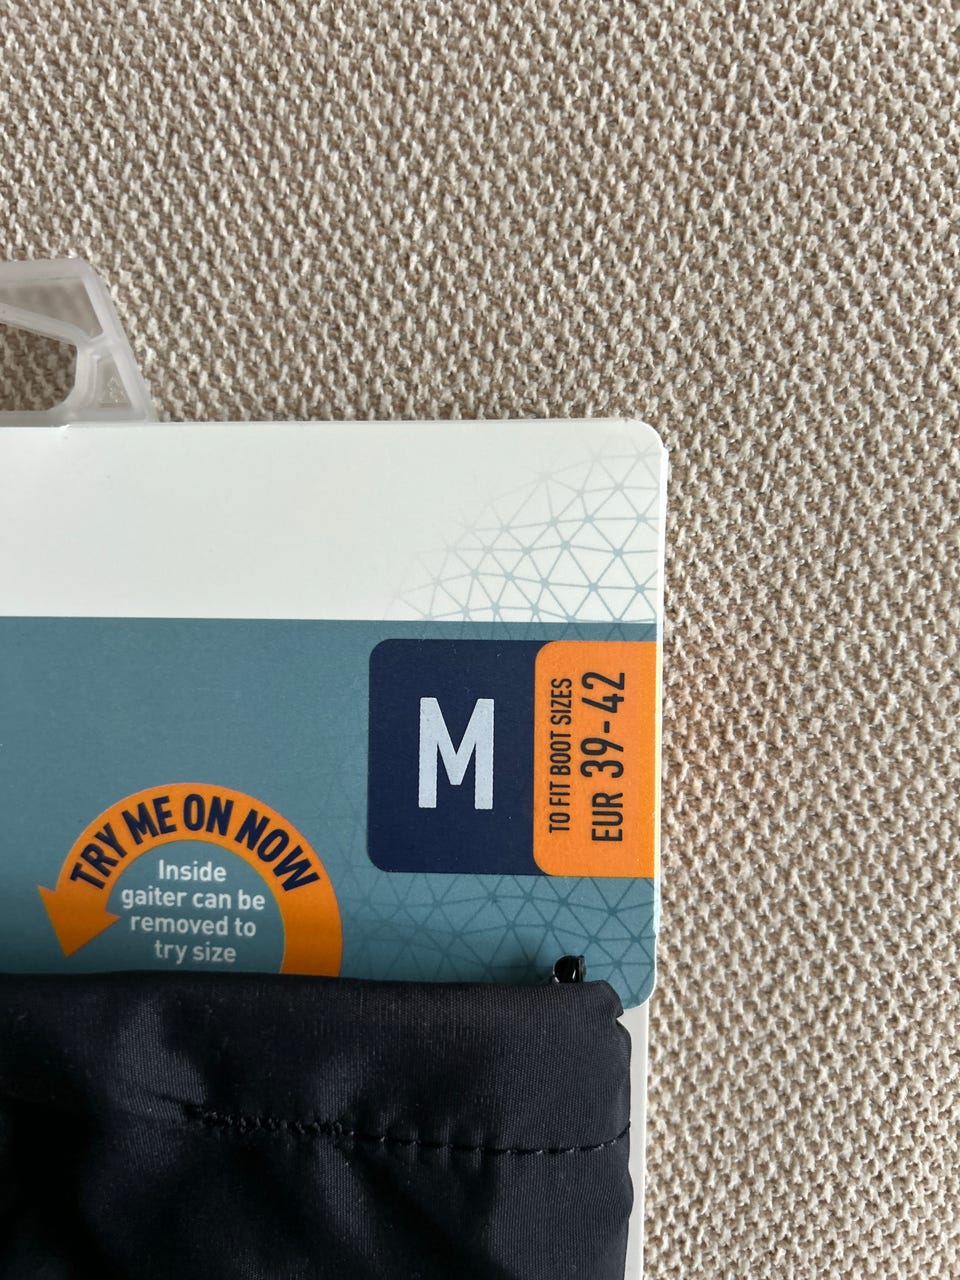 M
TO FIT BOOT SIZES
EUR 39-42
TRY ME ON NOW
Inside
gaiter can be
removed to
try size